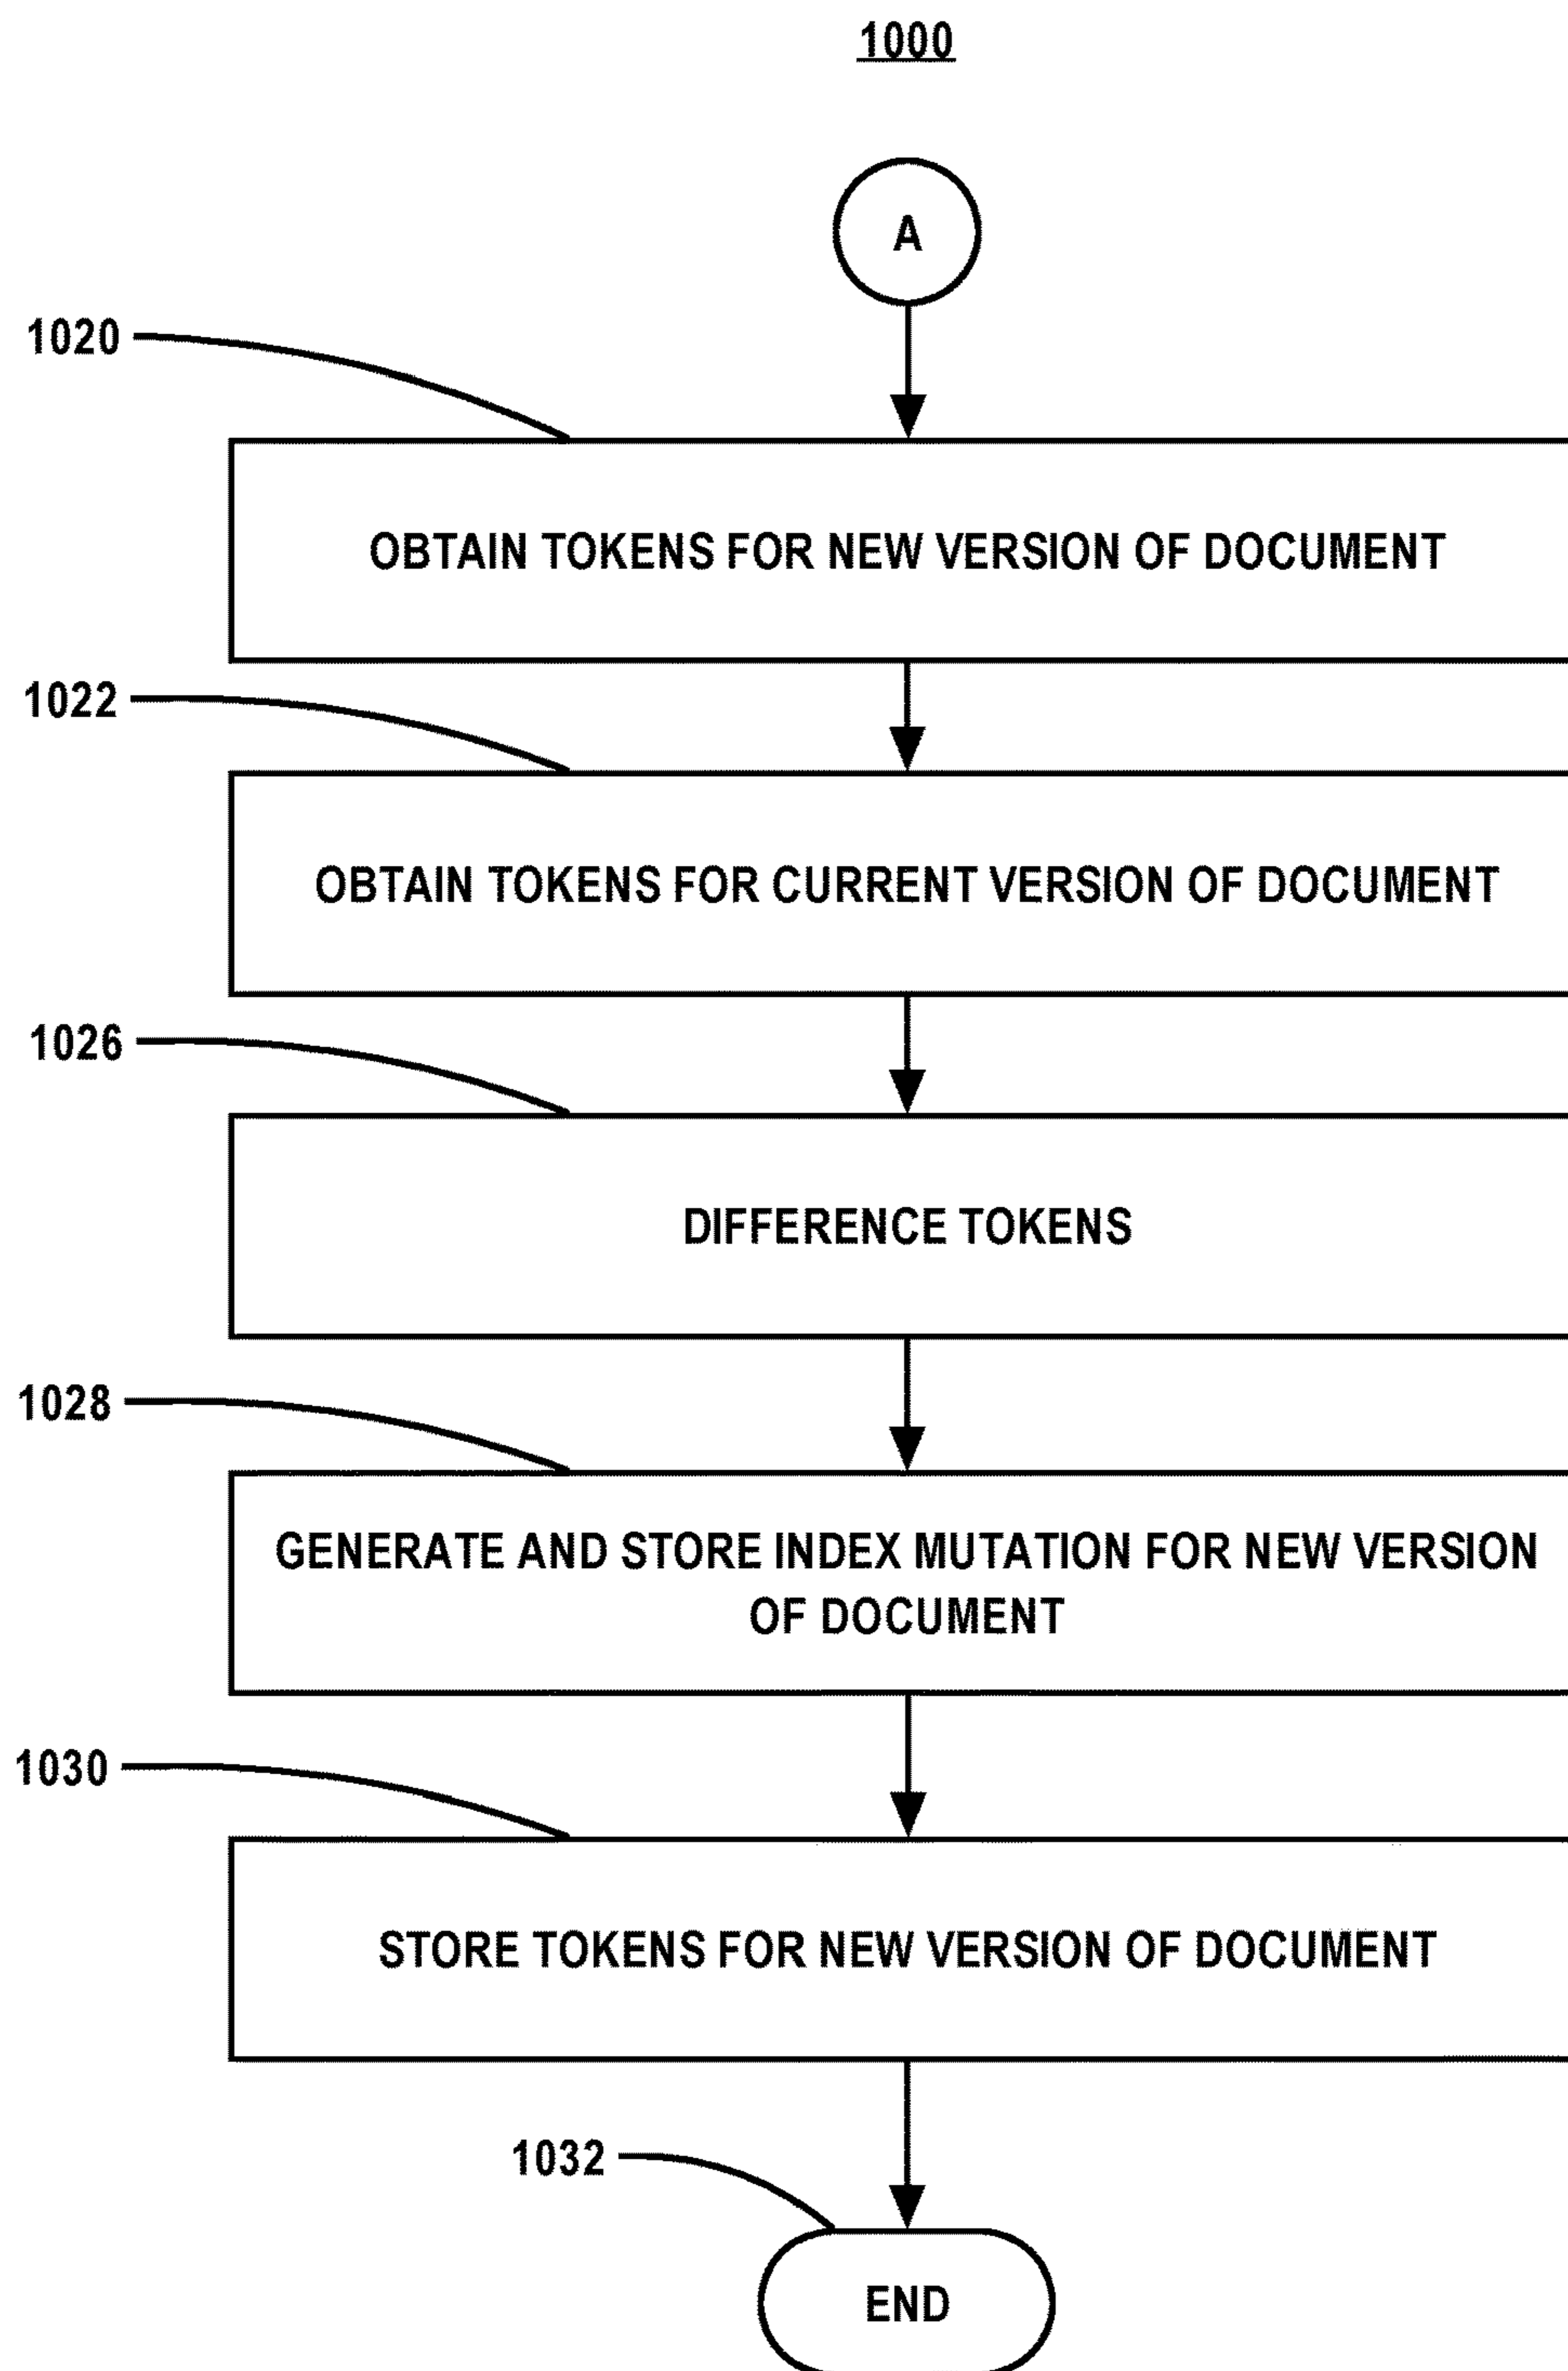 1000
A
1020
OBTAIN TOKENS FOR NEW VERSION OF DOCUMENT
1022
OBTAIN TOKENS FOR CURRENT VERSION OF DOCUMENT
1026
DIFFERENCE TOKENS
1028
GENERATE AND STORE INDEX MUTATION FOR NEW VERSION
OF DOCUMENT
1030
STORE TOKENS FOR NEW VERSION OF DOCUMENT
1032
END